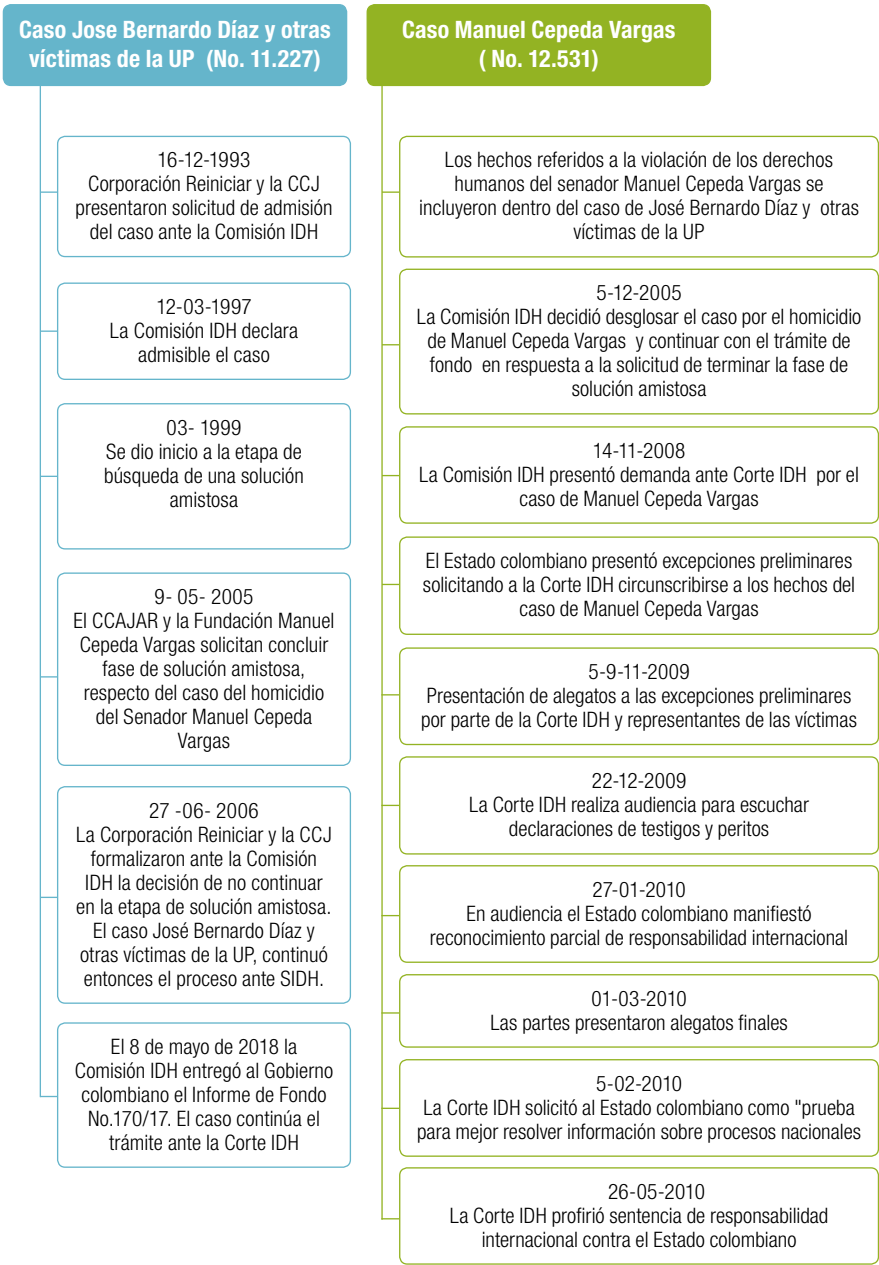 Caso Jose Bernardo Díaz y otras
víctimas de la UP (No. 11.227)
16-12-1993
Corporación Reiniciar y la CCJ
presentaron solicitud de admisión
del caso ante la Comisión IDH
12-03-1997
La Comisión IDH declara
admisible el caso
03- 1999
Se dio inicio a la etapa de
búsqueda de una solución
amistosa
9- 05- 2005
El CCAJAR y la Fundación Manuel
Cepeda Vargas solicitan concluir
fase de solución amistosa,
respecto del caso del homicidio
del Senador Manuel Cepeda
Vargas
27 -06- 2006
La Corporación Reiniciar y la CCJ
formalizaron ante la Comisión
IDH la decisión de no continuar
en la etapa de solución amistosa.
El caso José Bernardo Díaz y
otras víctimas de la UP, continuó
entonces el proceso ante SIDH.
El 8 de mayo de 2018 la
Comisión IDH entregó al Gobierno
colombiano el Informe de Fondo
No.170/17. El caso continúa el
trámite ante la Corte IDH
Caso Manuel Cepeda Vargas
( No. 12.531)
Los hechos referidos a la violación de los derechos
humanos del senador Manuel Cepeda Vargas se
incluyeron dentro del caso de José Bernardo Díaz y otras
víctimas de la UP
5-12-2005
La Comisión IDH decidió desglosar el caso por el homicidio
de Manuel Cepeda Vargas y continuar con el trámite de
fondo en respuesta a la solicitud de terminar la fase de
solución amistosa
14-11-2008
La Comisión IDH presentó demanda ante Corte IDH por el
caso de Manuel Cepeda Vargas
El Estado colombiano presentó excepciones preliminares
solicitando a la Corte IDH circunscribirse a los hechos del
caso de Manuel Cepeda Vargas
5-9-11-2009
Presentación de alegatos a las excepciones preliminares
por parte de la Corte IDH y representantes de las víctimas
22-12-2009
La Corte IDH realiza audiencia para escuchar
declaraciones de testigos y peritos
27-01-2010
En audiencia el Estado colombiano manifiestó
reconocimiento parcial de responsabilidad internacional
01-03-2010
Las partes presentaron alegatos finales
5-02-2010
La Corte IDH solicitó al Estado colombiano como "prueba
para mejor resolver información sobre procesos nacionales
26-05-2010
La Corte IDH profirió sentencia de responsabilidad
internacional contra el Estado colombiano